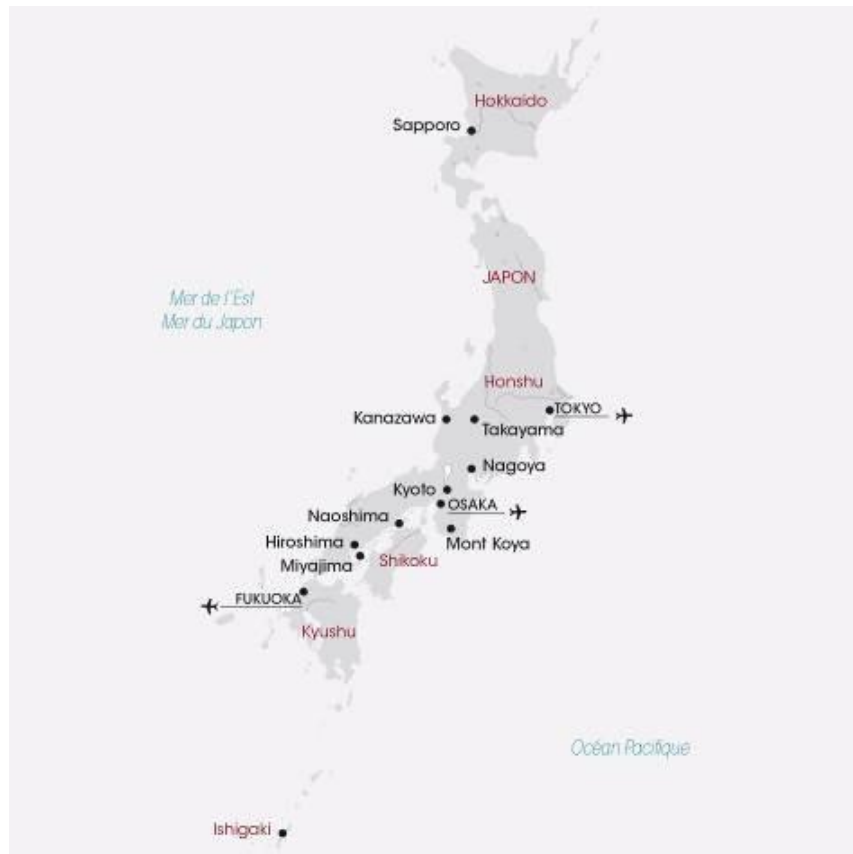 Hokkaido
Sapporo
JAPON
Mer de l'Est
Mer du Japon
Honshu
TOKYO
Kanazawa
Takayama
Nagoya
Kyoto
OSAKA
Naoshima
Hiroshima
Mont Koya
Miyajima
Shikoku
FUKUOKA
Kyushu
Océan Pacifique
Ishigaki